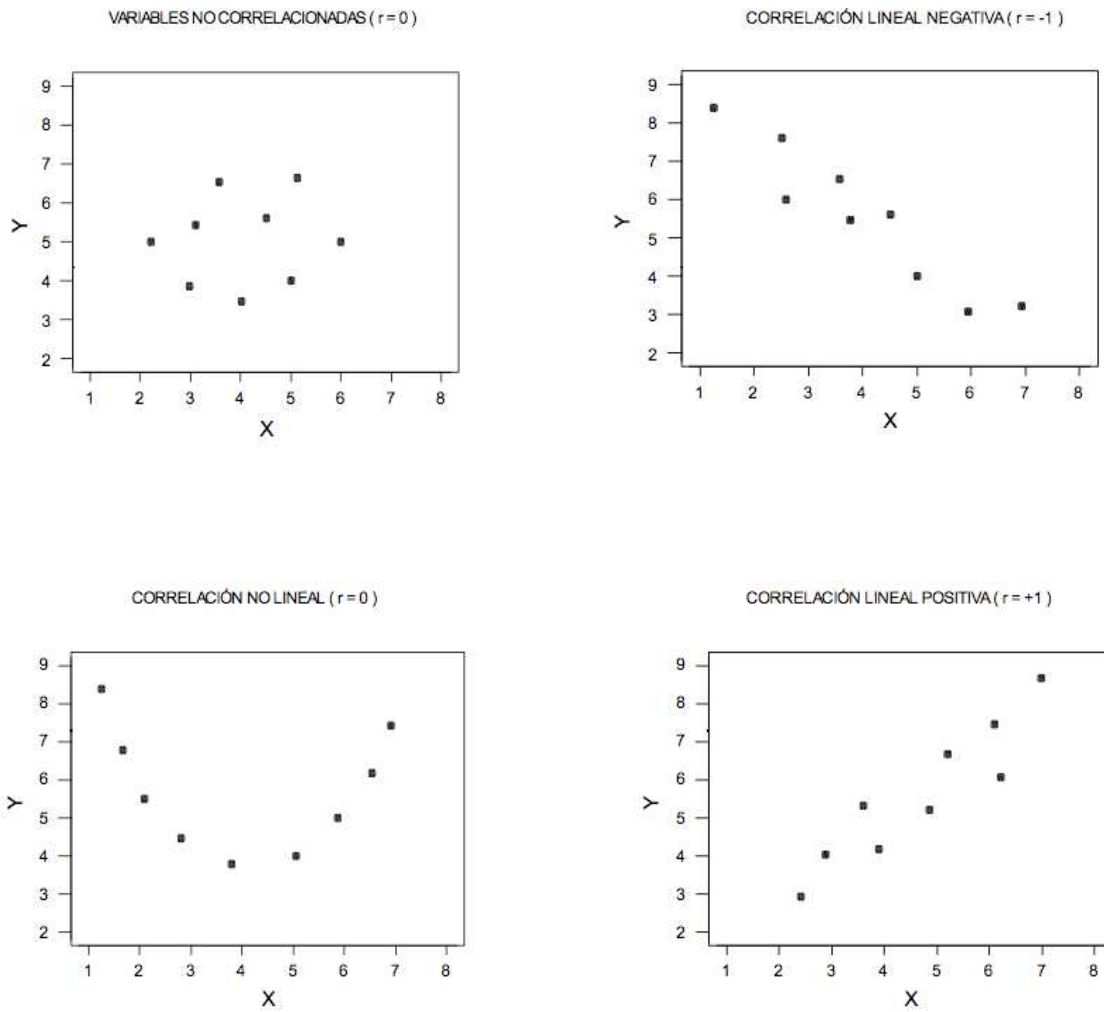 VARIABLES NO CORRELACIONADAS ( r = 0 )
9
8
7
6
5
4
3
2
Y
1 2 3 4 5 6 7 8
X
CORRELACIÓN LINEAL NEGATIVA ( r = -1 )
9
8
7
6
5
4
3
2
Y
1 2 3 4 5 6 7 8
X
CORRELACIÓN NO LINEAL ( r = 0 )
9
8
7
6
5
4
3
2
Y
1 2 3 4 5 6 7 8
X
CORRELACIÓN LINEAL POSITIVA ( r = +1 )
9
8
7
6
5
4
3
2
Y
1 2 3 4 5 6 7 8
X